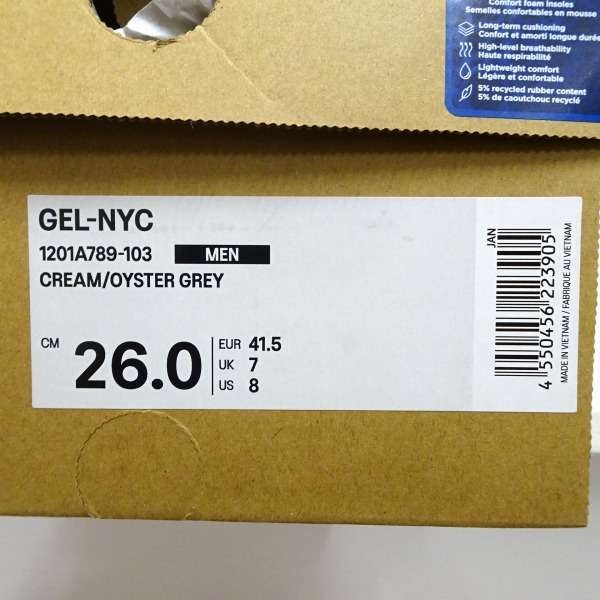 Comfort foam insoles
Semelles confortables en mousse
Long-term cushioning
Confort et amorti longue durée
High-level breathability
Haute respirabilité
Lightweight comfort
Légère et confortable
5% recycled rubber content
5% de caoutchouc recyclé
GEL-NYC
1201A789-103 MEN
CREAM/OYSTER GREY
CM 26.0
EUR 41.5
UK 7
US 8
JAN
4 550456 223905
MADE IN VIETNAM / FABRIQUE AU VIETNAM